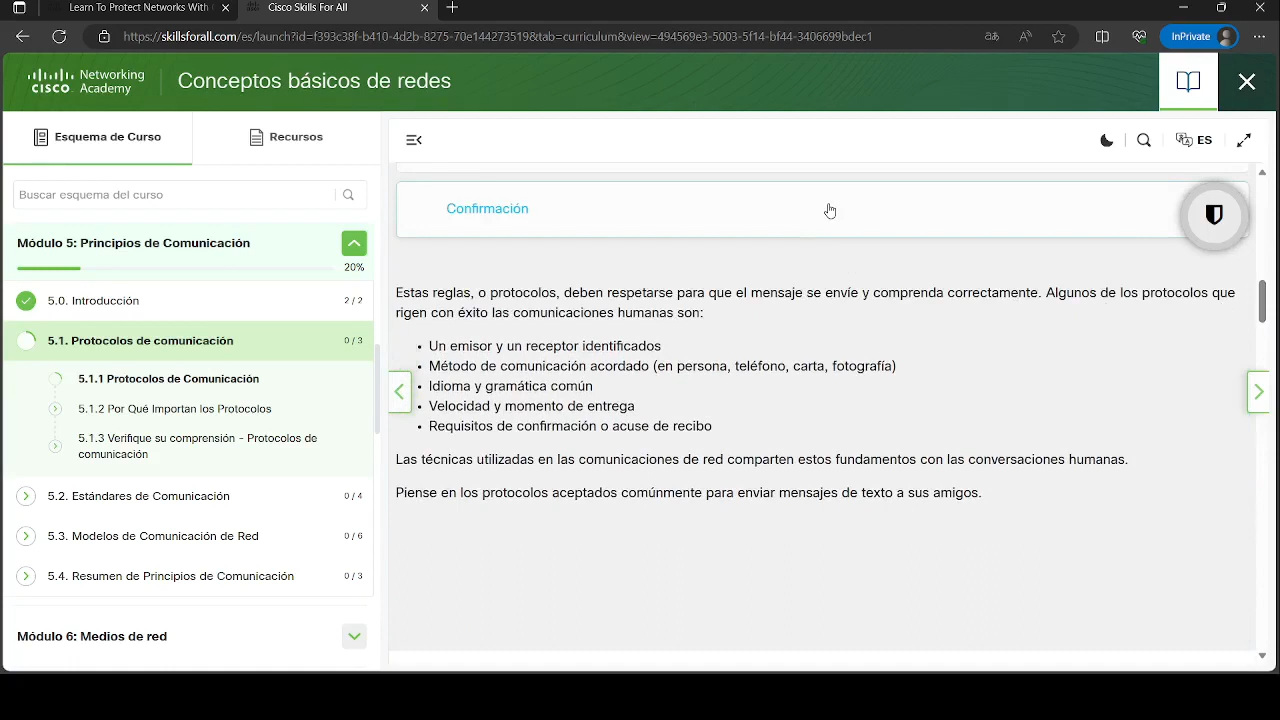 Learn To Protect Networks With
Cisco Skills For All
https://skillsforall.com/es/launch?id=f393c38f-b410-4d2b-8275-70e144273519&tab=curriculum&view=494569e3-5003-5f14-bf44-3406699bdec1
InPrivate
Networking
CISCO Academy
Conceptos básicos de redes
Esquema de Curso
Recursos
ES
Buscar esquema del curso
Módulo 5: Principios de Comunicación
20%
5.0. Introducción 2 / 2
5.1. Protocolos de comunicación 0 / 3
5.1.1 Protocolos de Comunicación
5.1.2 Por Qué Importan los Protocolos
5.1.3 Verifique su comprensión - Protocolos de
comunicación
5.2. Estándares de Comunicación 0 / 4
5.3. Modelos de Comunicación de Red 0 / 6
5.4. Resumen de Principios de Comunicación 0 / 3
Módulo 6: Medios de red
Confirmación
Estas reglas, o protocolos, deben respetarse para que el mensaje se envíe y comprenda correctamente. Algunos de los protocolos que
rigen con éxito las comunicaciones humanas son:
• Un emisor y un receptor identificados
• Método de comunicación acordado (en persona, teléfono, carta, fotografía)
• Idioma y gramática común
• Velocidad y momento de entrega
• Requisitos de confirmación o acuse de recibo
Las técnicas utilizadas en las comunicaciones de red comparten estos fundamentos con las conversaciones humanas.
Piense en los protocolos aceptados comúnmente para enviar mensajes de texto a sus amigos.